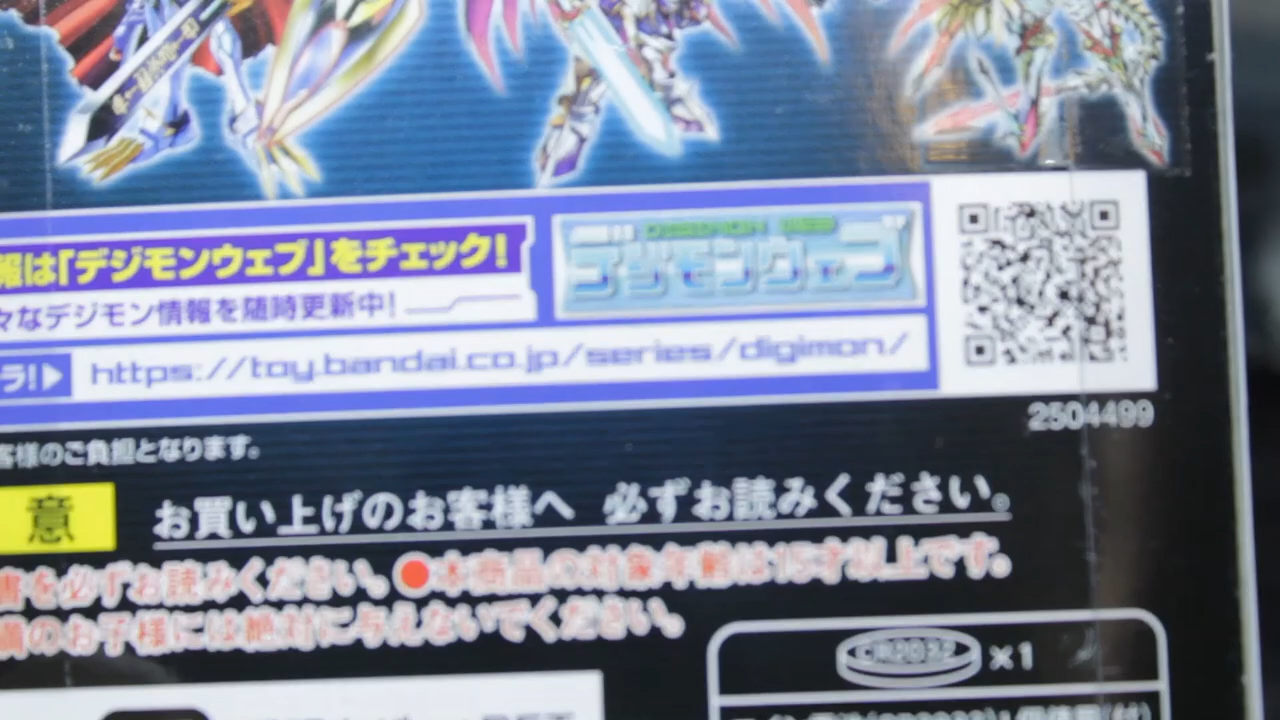 報は「デジモンウェブ」をチェック!
DIGIMON WEB
デジモンウェブ
々なデジモン情報を随時更新中!
ラ!▶ https://toy.bandai.co.jp/series/digimon/
2504499
客様のご負担となります。
意 お買い上げのお客様へ 必ずお読みください。
書を必ずお読みください。●本商品の対象年齢は15才以上です。
満のお子様には絶対に与えないでください。
CR2032 ×1